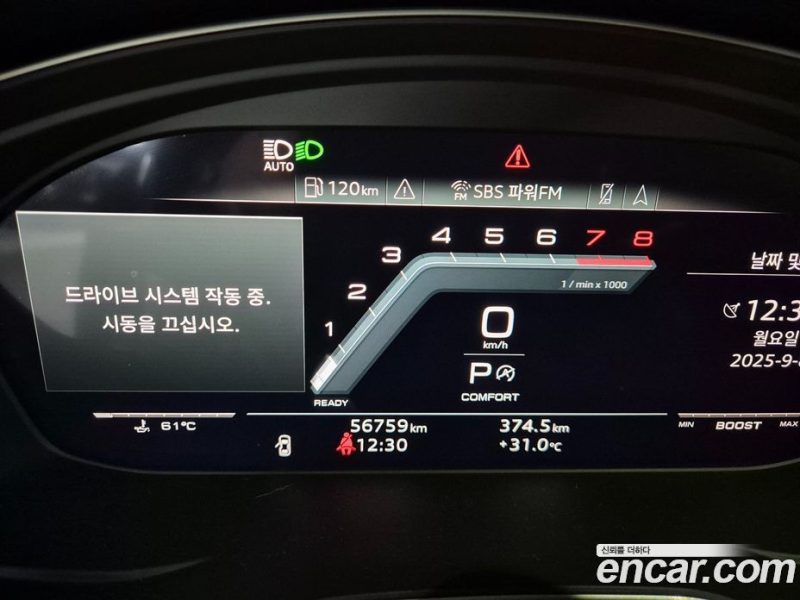 AUTO
120km
FM
SBS 파워FM
1 2 3 4 5 6 7 8
1 / min x 1000
드라이브 시스템 작동 중.
시동을 끄십시오.
0
km/h
P
READY
COMFORT
날짜 및
12:3
월요일
2025-9-
61°C
56759km
12:30
374.5km
+31.0°C
MIN BOOST MAX
신뢰를 더하다
encar.com